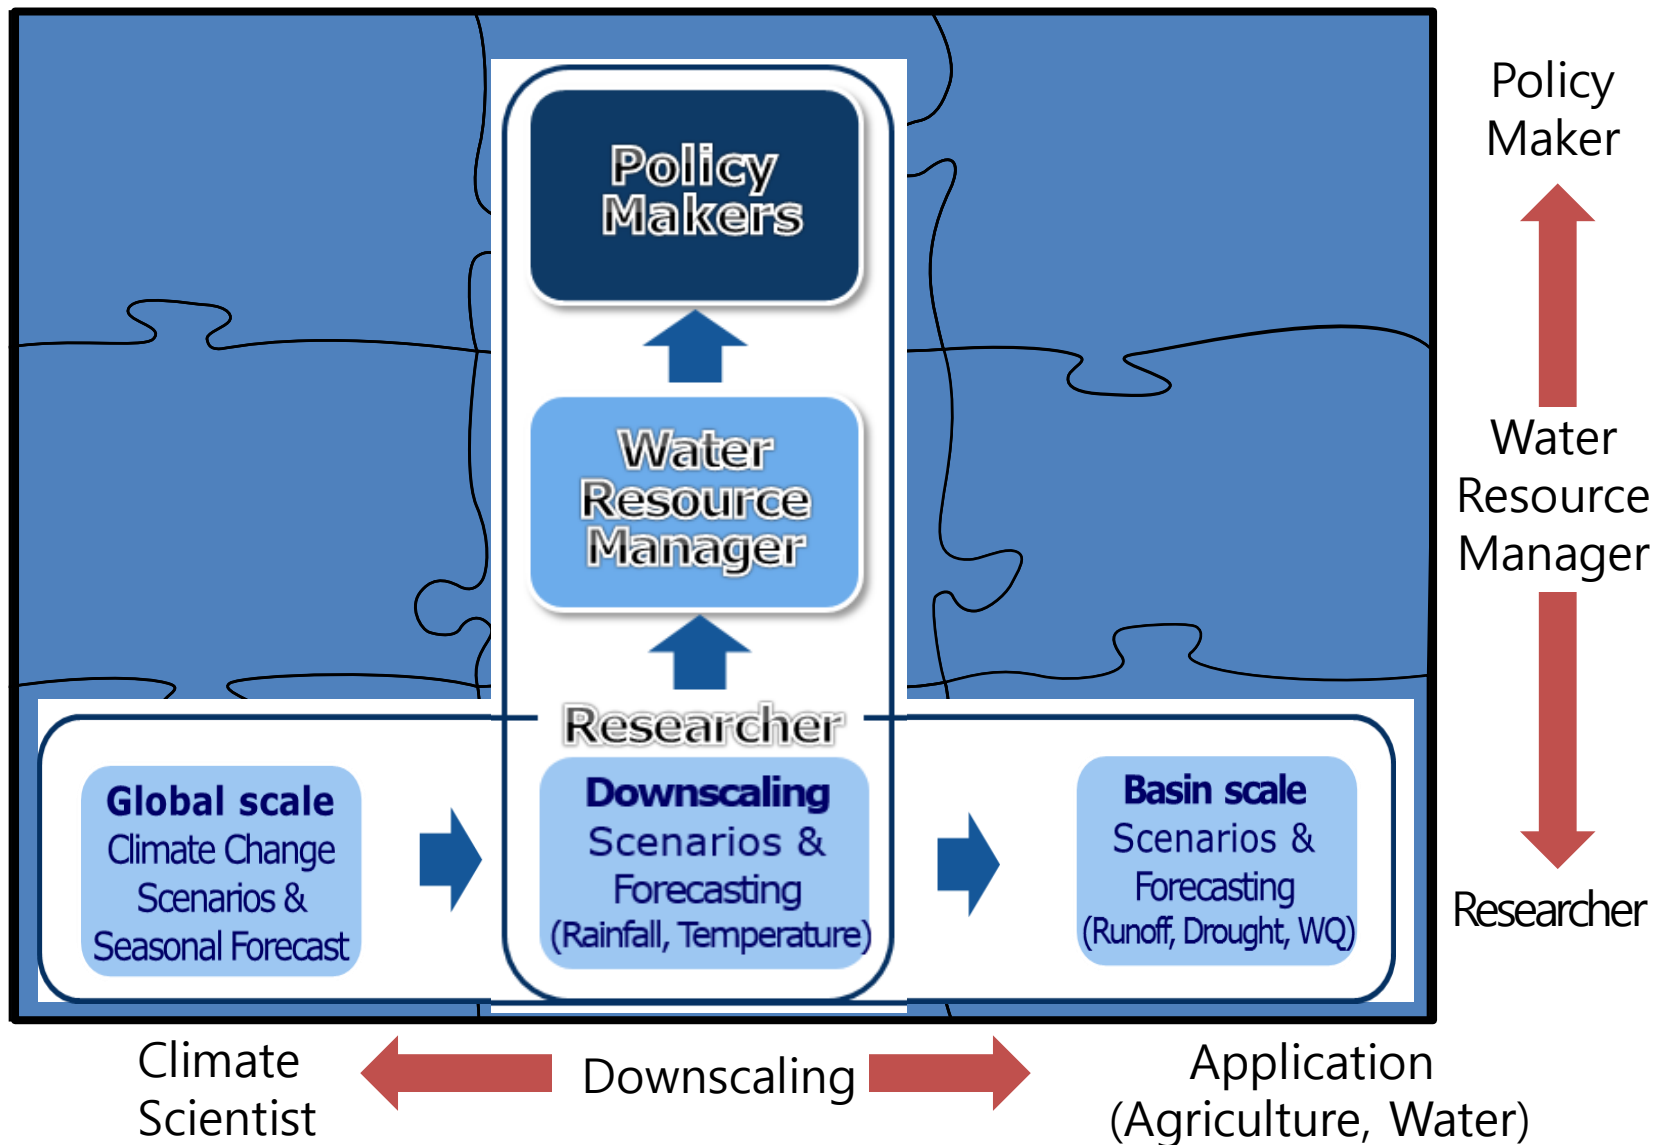 Policy
Makers
Water
Resource
Manager
Researcher
Global scale
Climate Change
Scenarios &
Seasonal Forecast
Downscaling
Scenarios &
Forecasting
(Rainfall, Temperature)
Basin scale
Scenarios &
Forecasting
(Runoff, Drought, WQ)
Policy
Maker
Water
Resource
Manager
Researcher
Climate
Scientist
Downscaling
Application
(Agriculture, Water)